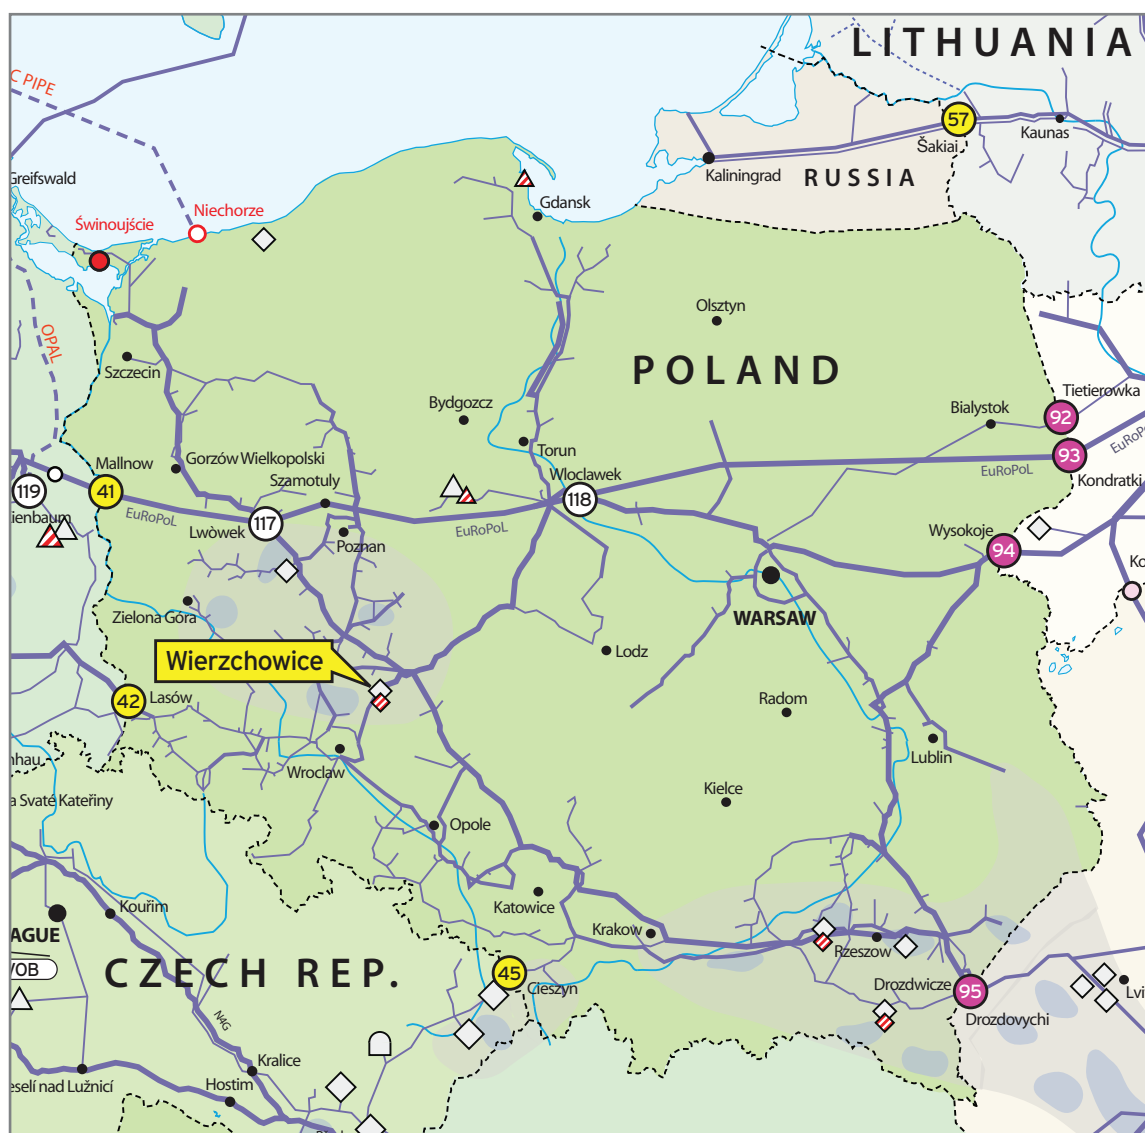 LITHUANIA
C PIPE
57
Kaunas
Šakiai
Kaliningrad
RUSSIA
Greifswald
Niechorze
Świnoujście
Gdansk
Olsztyn
OPAL
Szczecin
POLAND
Tietierowka
92
Bydgozcz
Bialystok
EuRoPoL
Torun
93
Mallnow
Gorzów Wielkopolski
Wloclawek
EuRoPoL
Kondratki
119
41
Szamotuly
118
EuRoPoL
117
EuRoPoL
Wysokoje
ienbaum
Lwòwek
Poznan
94
Ko
WARSAW
Zielona Góra
Lodz
Wierzchowice
42
Lasów
Radom
nhau
Wroclaw
Lublin
Kielce
a Svaté Kateřiny
Opole
Katowice
Kouřim
Krakow
AGUE
VOB
Rzeszow
CZECH REP.
45
Cieszyn
Drozdwicze
95
Lvi
Drozdovychi
N4G
Kralice
eselí nad Lužnicí
Hostim